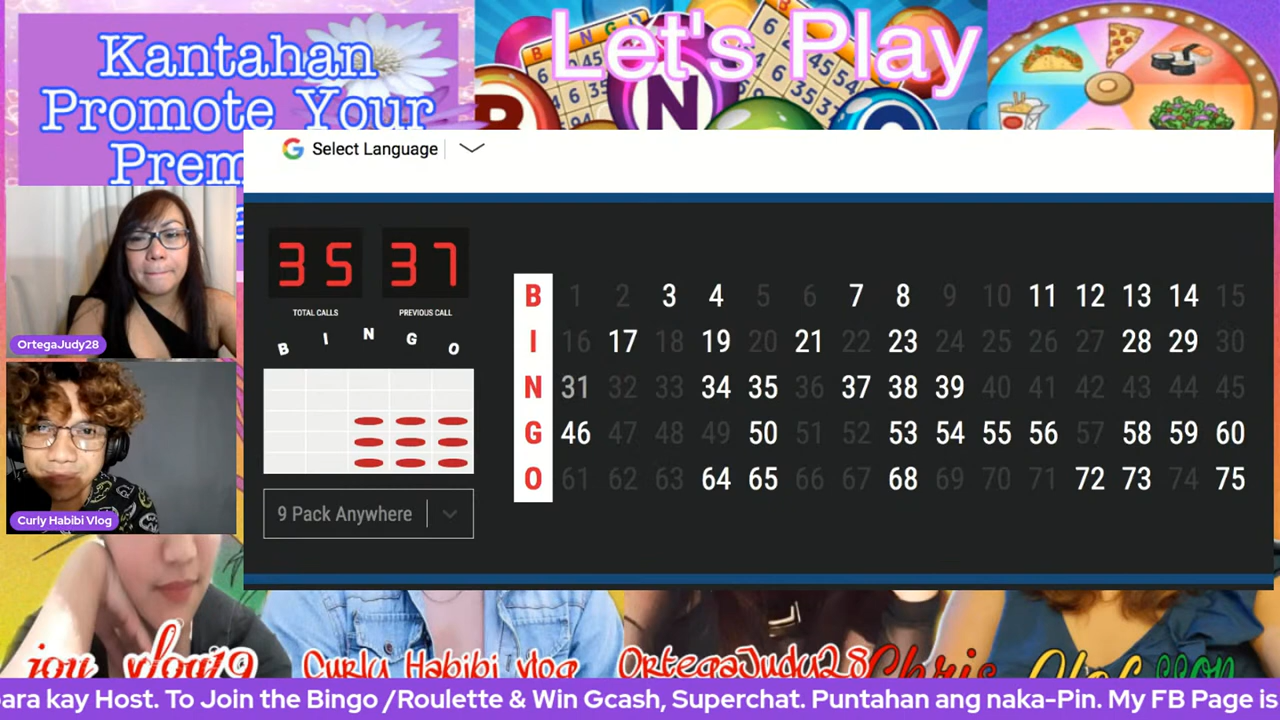 Kantahan
Promote Your
Prem
Let's Play
B N
Select Language
35 37
TOTAL CALLS PREVIOUS CALL
B I N G O
9 Pack Anywhere
B 1 2 3 4 5 6 7 8 9 10 11 12 13 14 15
I 16 17 18 19 20 21 22 23 24 25 26 27 28 29 30
N 31 32 33 34 35 36 37 38 39 40 41 42 43 44 45
G 46 47 48 49 50 51 52 53 54 55 56 57 58 59 60
O 61 62 63 64 65 66 67 68 69 70 71 72 73 74 75
OrtegaJudy28
Curly Habibi Vlog
jou vlog19 Curly Habibi vlog OrtegaJudy28 Chris
ara kay Host. To Join the Bingo /Roulette & Win Gcash, Superchat. Puntahan ang naka-Pin. My FB Page is